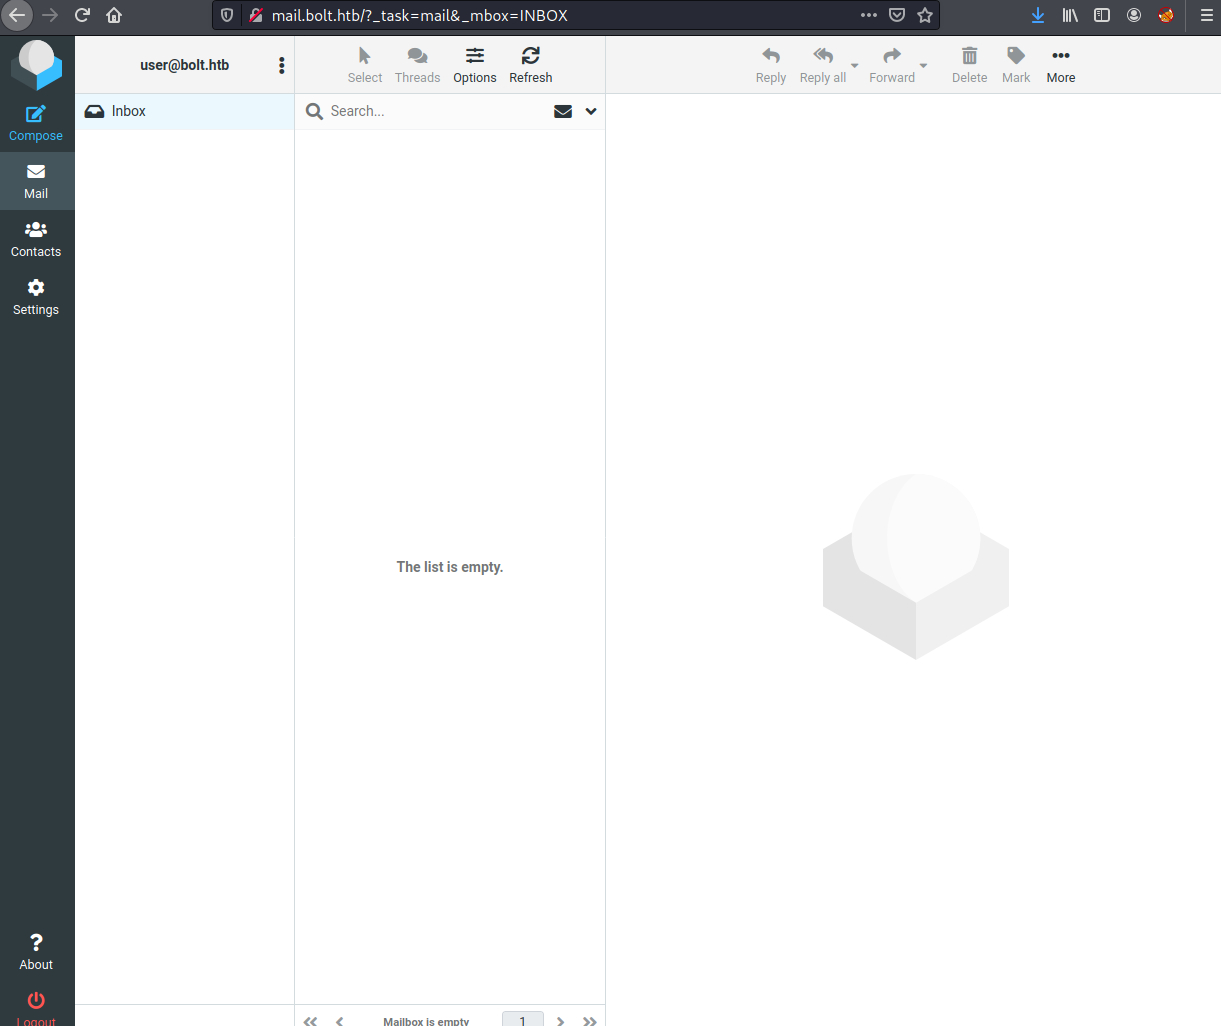 mail.bolt.htb/?_task=mail&_mbox=INBOX
user@bolt.htb
Select Threads Options Refresh
Reply Reply all Forward Delete Mark More
Compose
Mail
Contacts
Settings
Inbox
Search...
The list is empty.
? About
Logout
Mailbox is empty 1